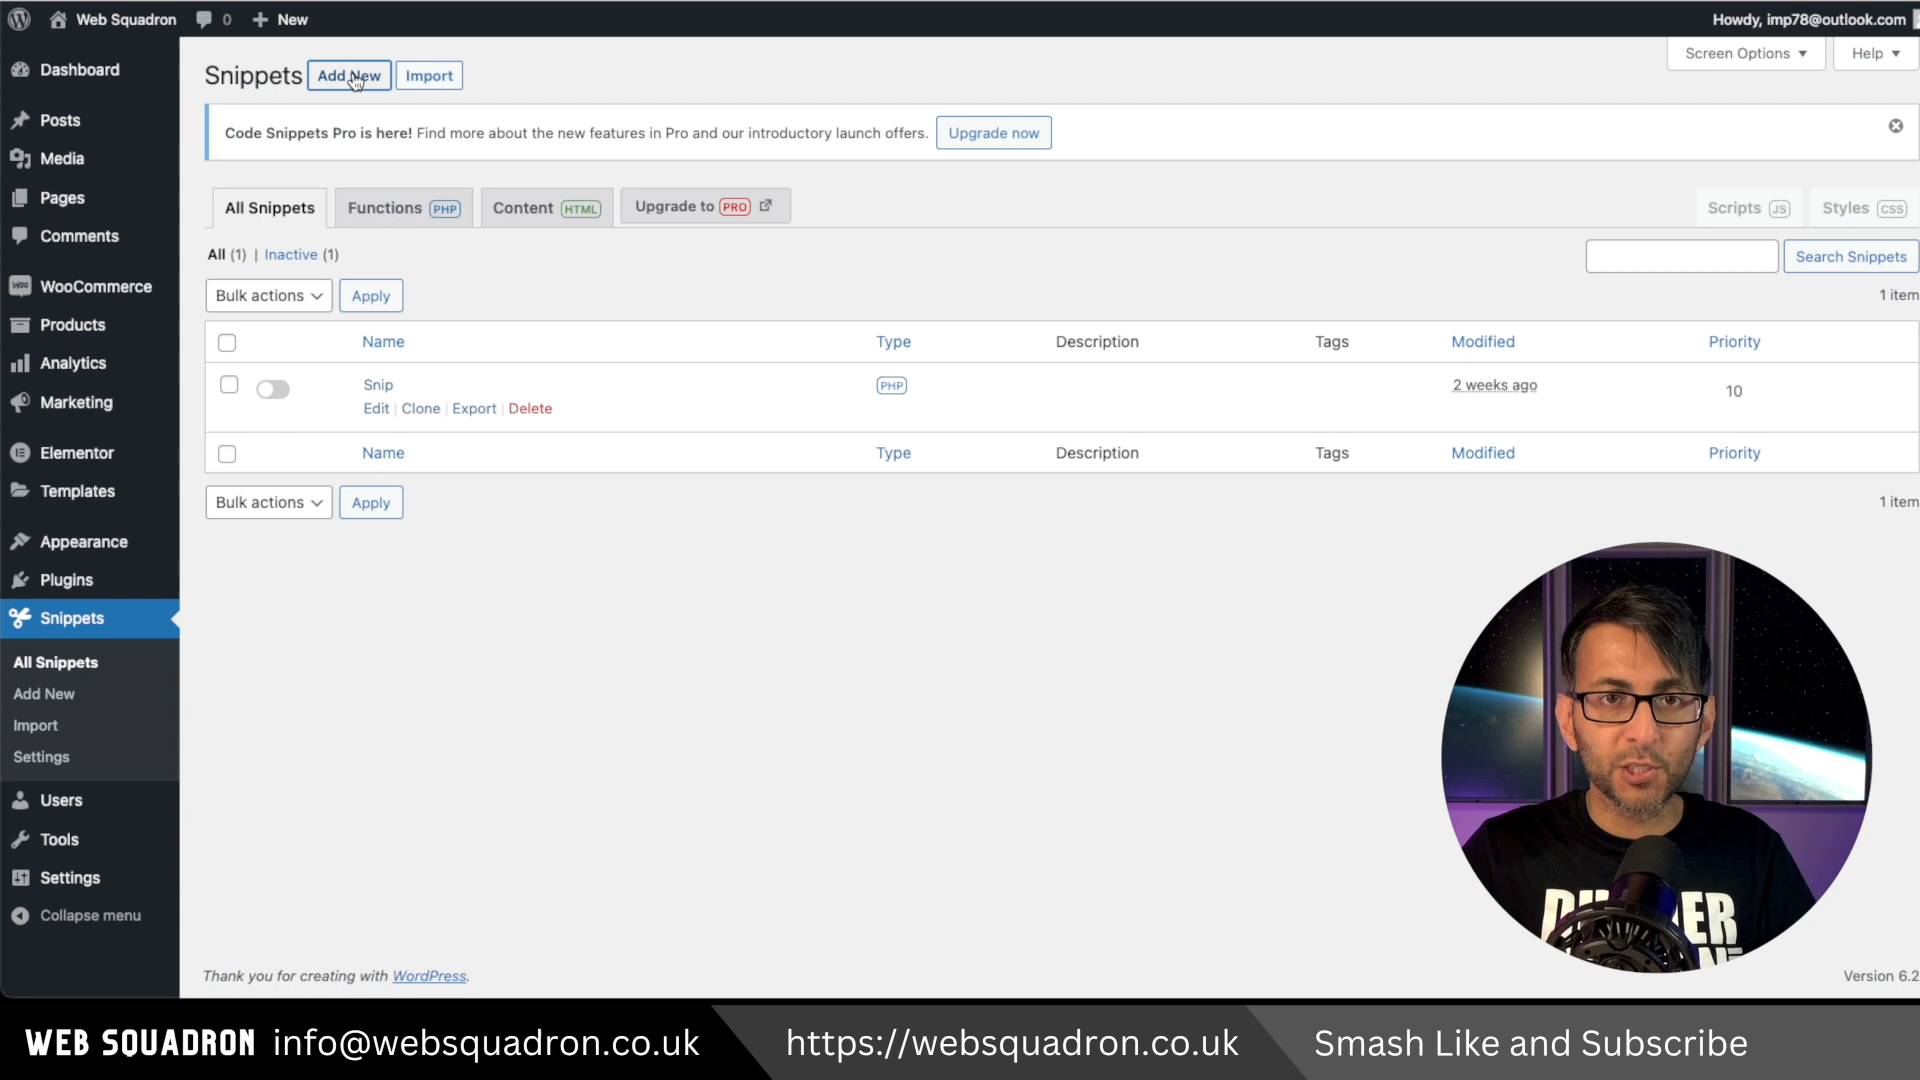 Web Squadron 0 New Howdy, imp78@outlook.com
Screen Options Help
Dashboard
Posts
Media
Pages
Comments
WooCommerce
Products
Analytics
Marketing
Elementor
Templates
Appearance
Plugins
Snippets
All Snippets
Add New
Import
Settings
Users
Tools
Settings
Collapse menu
Snippets Add New Import
Code Snippets Pro is here! Find more about the new features in Pro and our introductory launch offers. Upgrade now
All Snippets Functions PHP Content HTML Upgrade to PRO Scripts JS Styles CSS
All (1) | Inactive (1)
Search Snippets
Bulk actions Apply
1 item
Name Type Description Tags Modified Priority
Snip PHP 2 weeks ago 10
Edit | Clone | Export | Delete
Name Type Description Tags Modified Priority
Bulk actions Apply
1 item
Thank you for creating with WordPress.
Version 6.2
WEB SQUADRON info@websquadron.co.uk https://websquadron.co.uk Smash Like and Subscribe